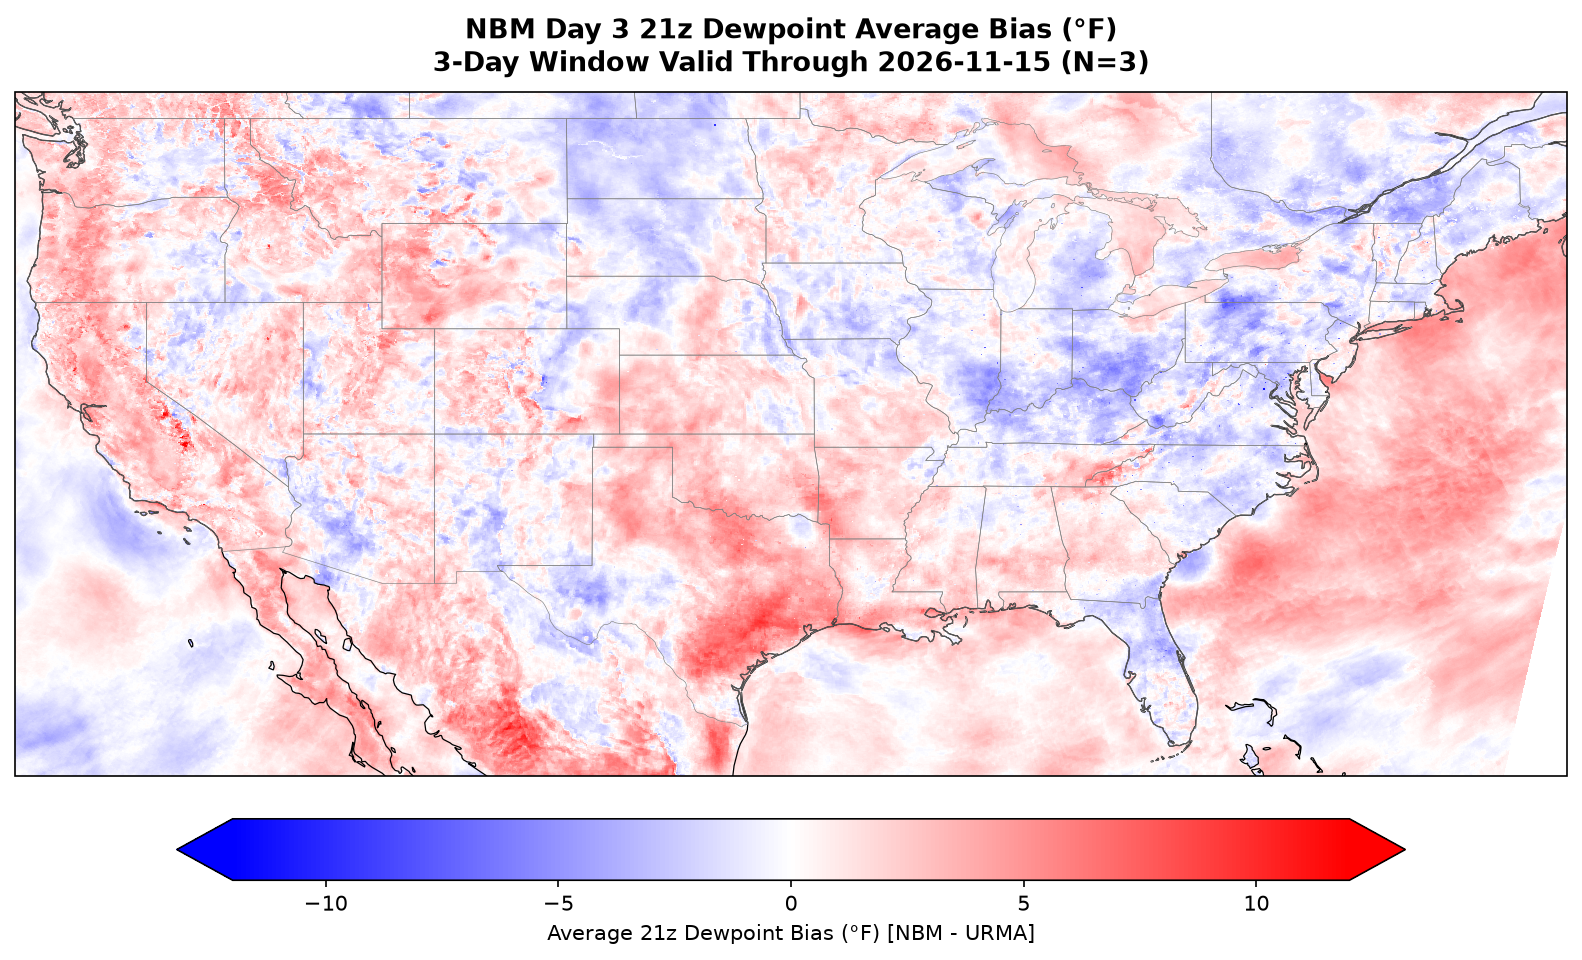 NBM Day 3 21z Dewpoint Average Bias (°F)
3-Day Window Valid Through 2026-11-15 (N=3)
−10 −5 0 5 10
Average 21z Dewpoint Bias (°F) [NBM - URMA]